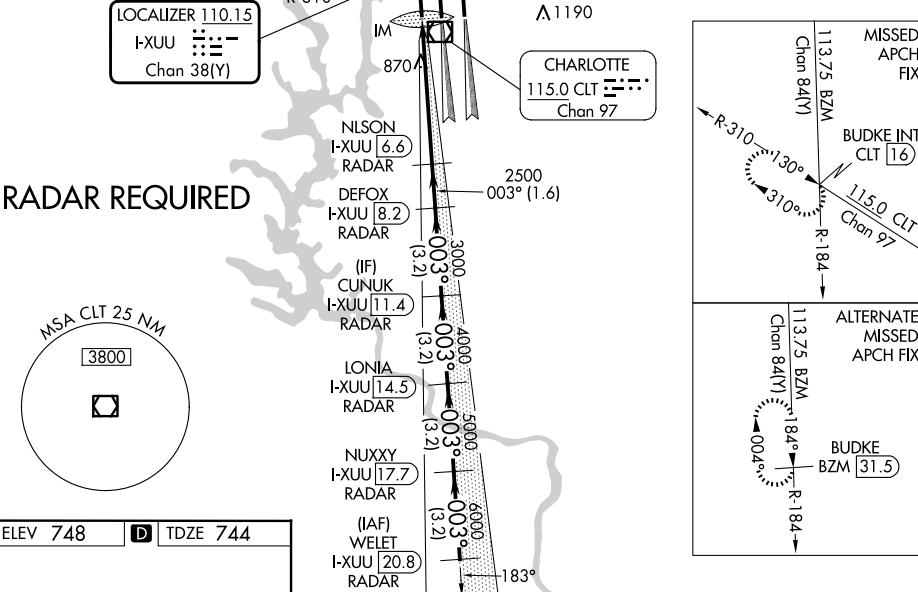 LOCALIZER 110.15
I-XUU
Chan 38(Y)
IM
870
1190
CHARLOTTE
115.0 CLT
Chan 97
NLSON
I-XUU 6.6
RADAR
RADAR REQUIRED
2500
003° (1.6)
DEFOX
I-XUU 8.2
RADAR
3000
003°
(3.2)
(IF)
CUNUK
I-XUU 11.4
RADAR
4000
003°
(3.2)
LONIA
I-XUU 14.5
RADAR
5000
003°
(3.2)
NUXXY
I-XUU 17.7
RADAR
6000
003°
(3.2)
(IAF)
WELET
I-XUU 20.8
RADAR
183°
MSA CLT 25 NM
3800
ELEV 748 D TDZE 744
MISSED
APCH
FIX
113.75 BZM
Chan 84(Y)
BUDKE INT
CLT 16
R-310
130°
310°
115.0 CLT
Chan 97
R-184
ALTERNATE
MISSED
APCH FIX
113.75 BZM
Chan 84(Y)
184°
004°
BUDKE
BZM 31.5
R-184